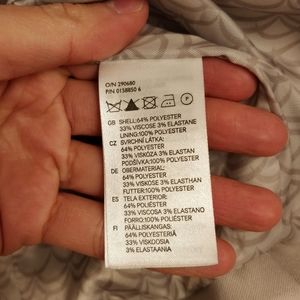 O/N 290680
P/N 0138850 6
P
GB SHELL:64% POLYESTER
33% VISCOSE 3% ELASTANE
LINING:100% POLYESTER
CZ SVRCHNÍ LÁTKA:
64% POLYESTER
33% VISKÓZA 3% ELASTAN
PODŠÍVKA:100% POLYESTER
DE OBERMATERIAL:
64% POLYESTER
33% VISKOSE 3% ELASTHAN
FUTTER:100% POLYESTER
ES TELA EXTERIOR:
64% POLIÉSTER
33% VISCOSA 3% ELASTANO
FORRO:100% POLIÉSTER
FI PÄÄLLISKANGAS:
64% POLYESTERIÄ
33% VISKOOSIA
3% ELASTAANIA